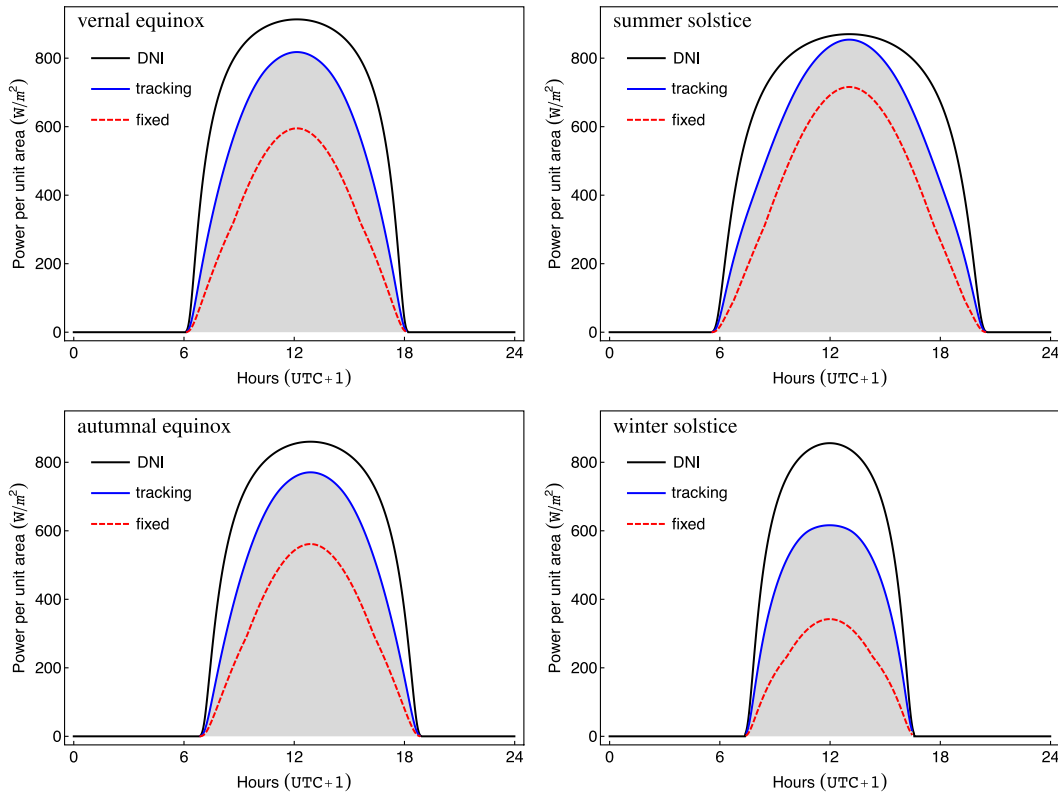 vernal equinox
DNI
tracking
fixed
Power per unit area (W/m²)
800
600
400
200
0
0 6 12 18 24
Hours (UTC+1)
summer solstice
DNI
tracking
fixed
Power per unit area (W/m²)
800
600
400
200
0
0 6 12 18 24
Hours (UTC+1)
autumnal equinox
DNI
tracking
fixed
Power per unit area (W/m²)
800
600
400
200
0
0 6 12 18 24
Hours (UTC+1)
winter solstice
DNI
tracking
fixed
Power per unit area (W/m²)
800
600
400
200
0
0 6 12 18 24
Hours (UTC+1)